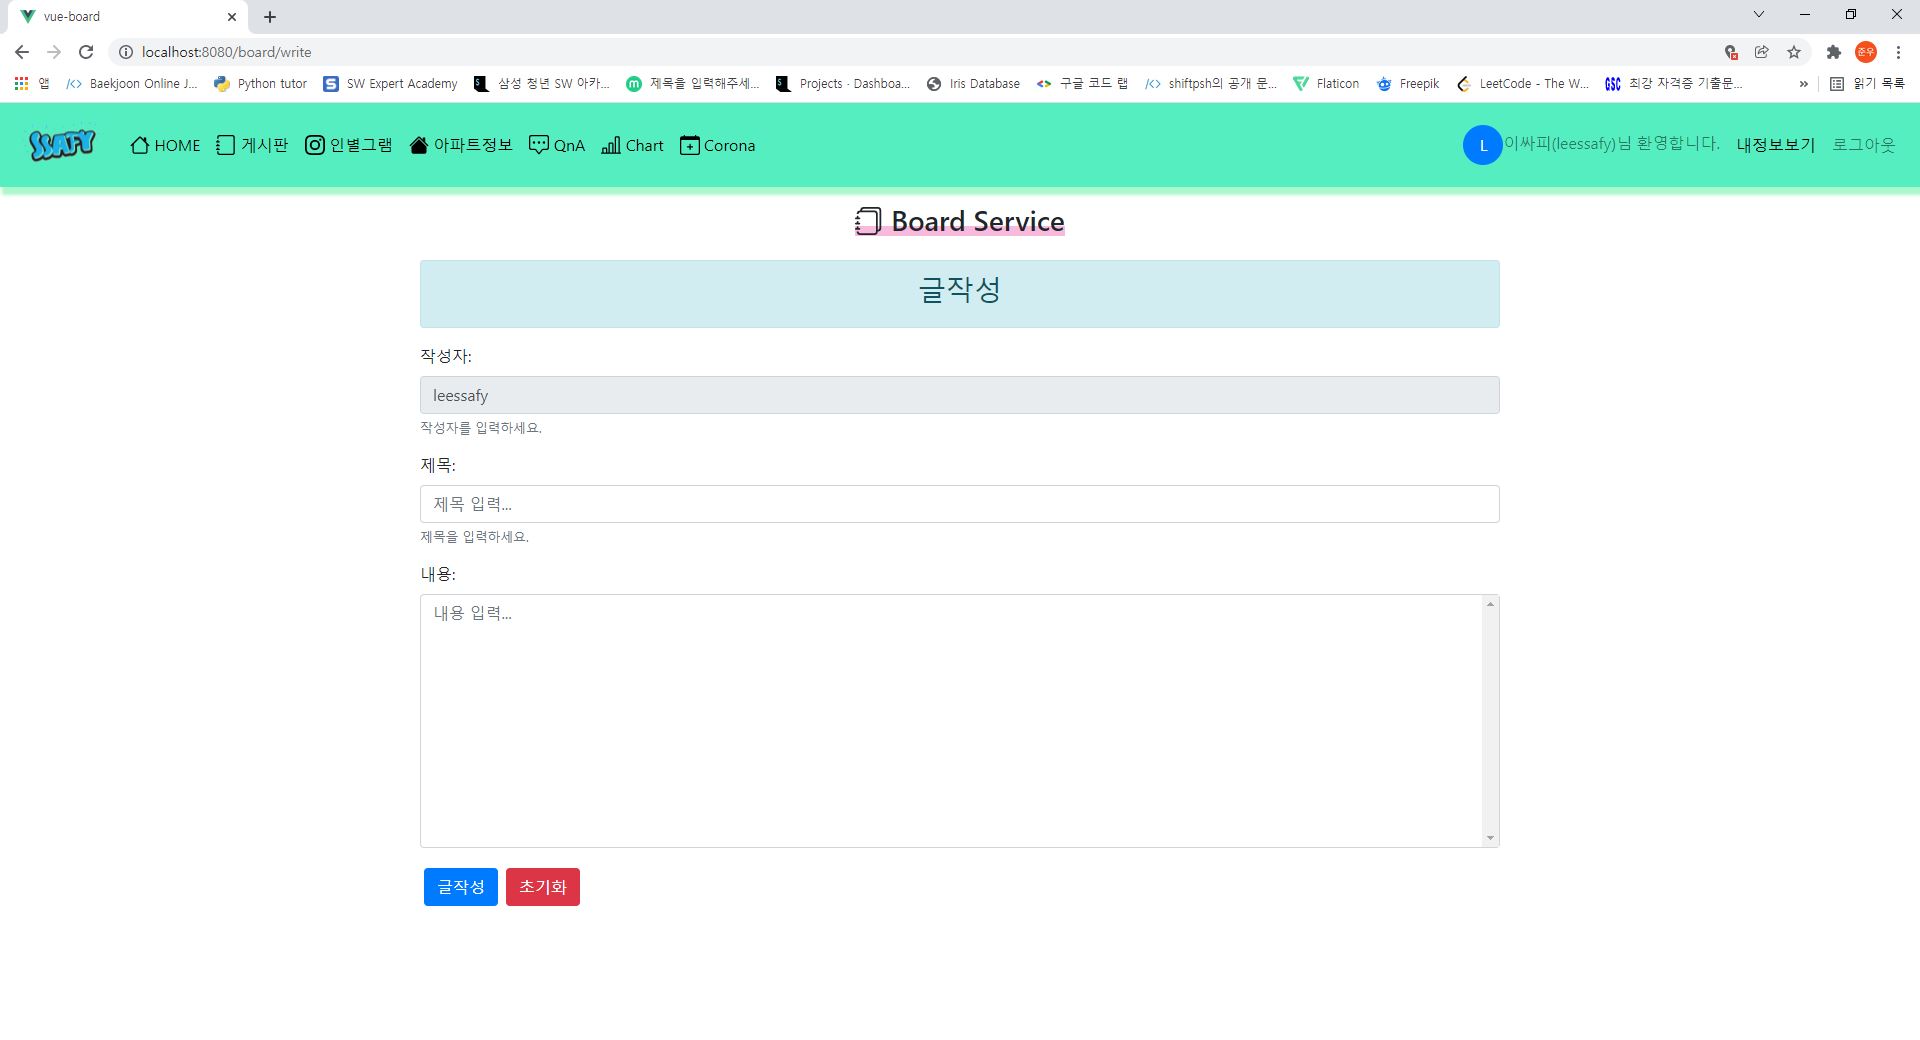 vue-board
localhost:8080/board/write
준우
앱 Baekjoon Online J... Python tutor SW Expert Academy 삼성 청년 SW 아카... 제목을 입력해주세... Projects · Dashboa... Iris Database 구글 코드 랩 shiftpsh의 공개 문... Flaticon Freepik LeetCode - The W... 최강 자격증 기출문... » 읽기 목록
SSAFY HOME 게시판 인별그램 아파트정보 QnA Chart Corona L 이싸피(leessafy)님 환영합니다. 내정보보기 로그아웃
Board Service
글작성
작성자:
leessafy
작성자를 입력하세요.
제목:
제목 입력...
제목을 입력하세요.
내용:
내용 입력...
글작성 초기화